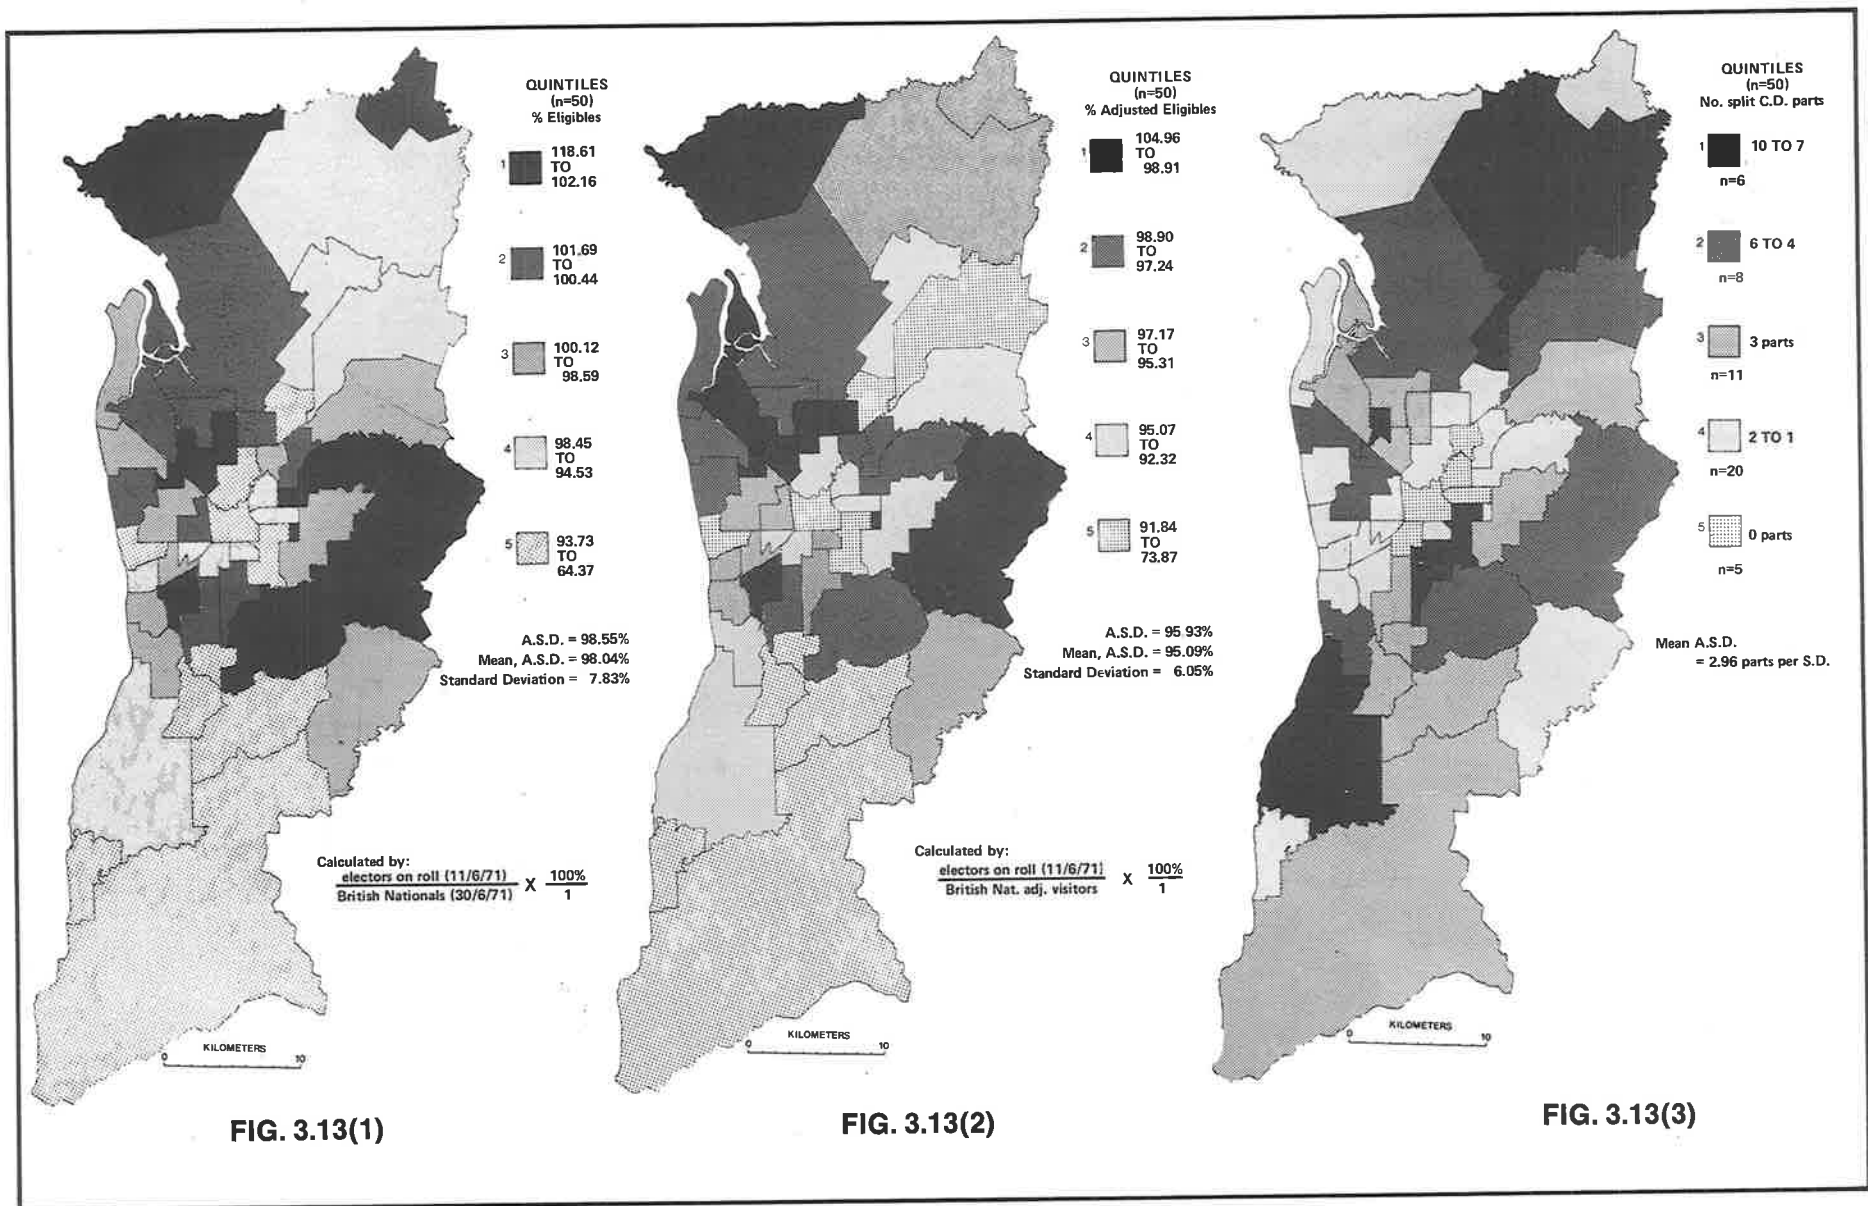 QUINTILES
(n=50)
% Eligibles
1
118.61
TO
102.16
2
101.69
TO
100.44
3
100.12
TO
98.59
4
98.45
TO
94.53
5
93.73
TO
64.37
A.S.D. = 98.55%
Mean, A.S.D. = 98.04%
Standard Deviation = 7.83%
Calculated by:
electors on roll (11/6/71)
British Nationals (30/6/71)
X
100%
1
KILOMETERS
0 10
FIG. 3.13(1)
QUINTILES
(n=50)
% Adjusted Eligibles
1
104.96
TO
98.91
2
98.90
TO
97.24
3
97.17
TO
95.31
4
95.07
TO
92.32
5
91.84
TO
73.87
A.S.D. = 95.93%
Mean, A.S.D. = 95.09%
Standard Deviation = 6.05%
Calculated by:
electors on roll (11/6/71)
British Nat. adj. visitors
X
100%
1
KILOMETERS
0 10
FIG. 3.13(2)
QUINTILES
(n=50)
No. split C.D. parts
1
10 TO 7
n=6
2
6 TO 4
n=8
3
3 parts
n=11
4
2 TO 1
n=20
5
0 parts
n=5
Mean A.S.D.
= 2.96 parts per S.D.
KILOMETERS
0 10
FIG. 3.13(3)